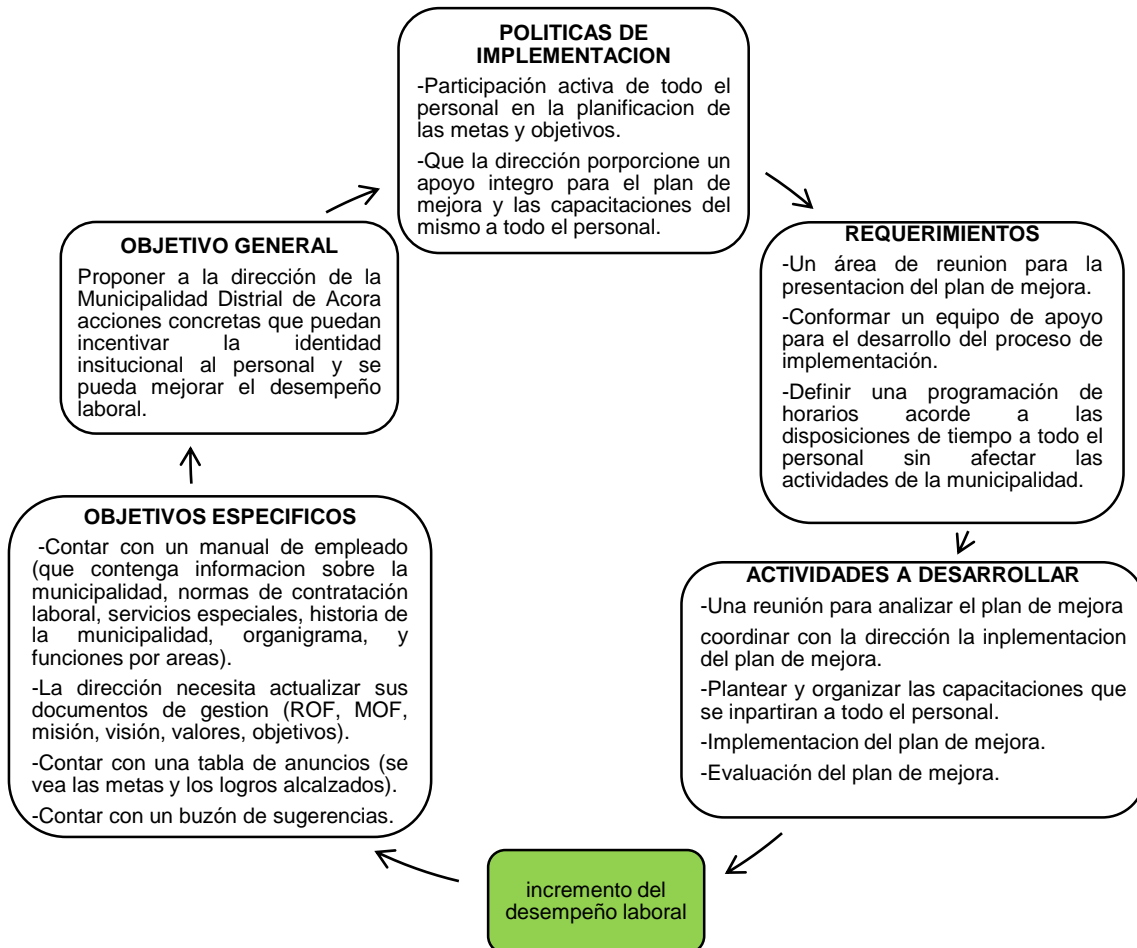 POLITICAS DE
IMPLEMENTACION
-Participación activa de todo el
personal en la planificacion de
las metas y objetivos.
-Que la dirección porporcione un
apoyo integro para el plan de
mejora y las capacitaciones del
mismo a todo el personal.
OBJETIVO GENERAL
Proponer a la dirección de la
Municipalidad Distrial de Acora
acciones concretas que puedan
incentivar la identidad
insitucional al personal y se
pueda mejorar el desempeño
laboral.
REQUERIMIENTOS
-Un área de reunion para la
presentacion del plan de mejora.
-Conformar un equipo de apoyo
para el desarrollo del proceso de
implementación.
-Definir una programación de
horarios acorde a las
disposiciones de tiempo a todo el
personal sin afectar las
actividades de la municipalidad.
OBJETIVOS ESPECIFICOS
-Contar con un manual de empleado
(que contenga informacion sobre la
municipalidad, normas de contratación
laboral, servicios especiales, historia de
la municipalidad, organigrama, y
funciones por areas).
-La dirección necesita actualizar sus
documentos de gestion (ROF, MOF,
misión, visión, valores, objetivos).
-Contar con una tabla de anuncios (se
vea las metas y los logros alcalzados).
-Contar con un buzón de sugerencias.
ACTIVIDADES A DESARROLLAR
-Una reunión para analizar el plan de mejora
coordinar con la dirección la inplementacion
del plan de mejora.
-Plantear y organizar las capacitaciones que
se inpartiran a todo el personal.
-Implementacion del plan de mejora.
-Evaluación del plan de mejora.
incremento del
desempeño laboral